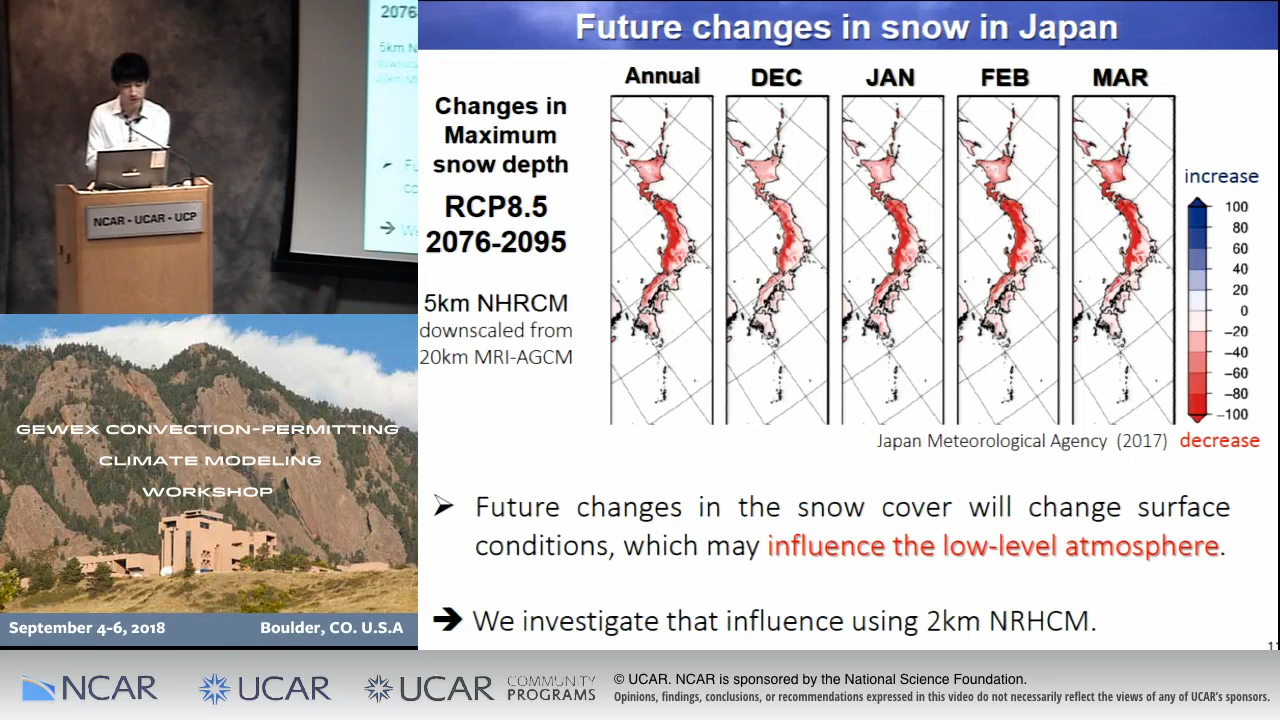 2076
5km N
NCAR - UCAR - UCP
Future changes in snow in Japan
Annual DEC JAN FEB MAR
Changes in
Maximum
snow depth
RCP8.5
2076-2095
5km NHRCM
downscaled from
20km MRI-AGCM
increase
100
80
60
40
20
0
−20
−40
−60
−80
−100
decrease
Japan Meteorological Agency (2017)
➢ Future changes in the snow cover will change surface
conditions, which may influence the low-level atmosphere.
➔ We investigate that influence using 2km NRHCM.
11
GEWEX CONVECTION-PERMITTING
CLIMATE MODELING
WORKSHOP
September 4-6, 2018 Boulder, CO. U.S.A
NCAR
UCAR
UCAR COMMUNITY
PROGRAMS
© UCAR. NCAR is sponsored by the National Science Foundation.
Opinions, findings, conclusions, or recommendations expressed in this video do not necessarily reflect the views of any of UCAR's sponsors.